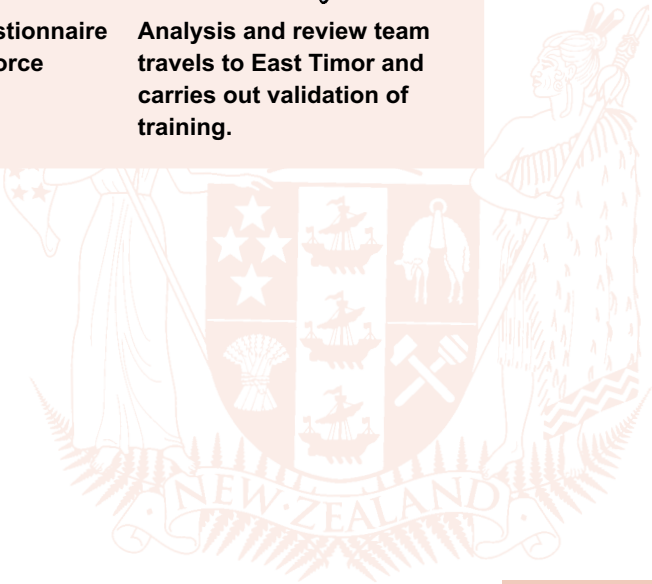 stionnaire
orce
Analysis and review team
travels to East Timor and
carries out validation of
training.
NEW·ZEALAND